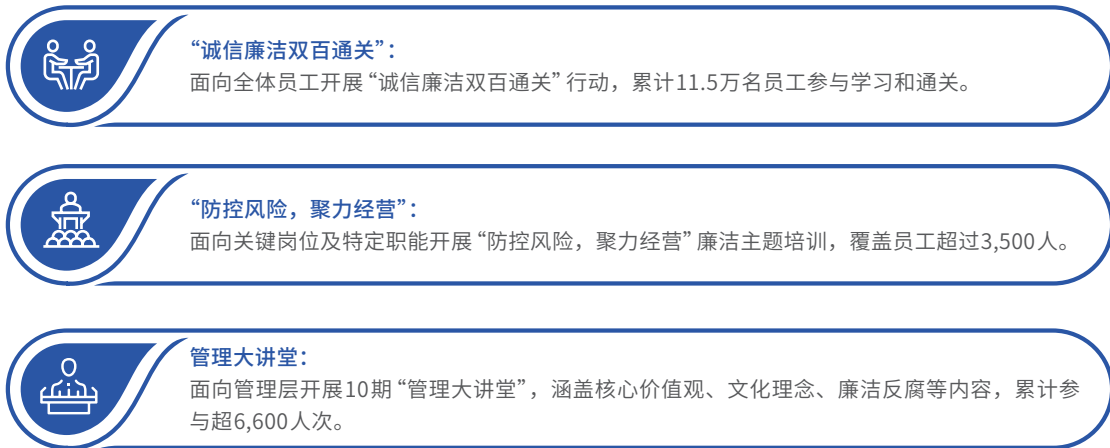 “诚信廉洁双百通关”：
面向全体员工开展“诚信廉洁双百通关”行动，累计11.5万名员工参与学习和通关。
“防控风险，聚力经营”：
面向关键岗位及特定职能开展“防控风险，聚力经营”廉洁主题培训，覆盖员工超过3,500人。
管理大讲堂：
面向管理层开展10期“管理大讲堂”，涵盖核心价值观、文化理念、廉洁反腐等内容，累计参
与超6,600人次。